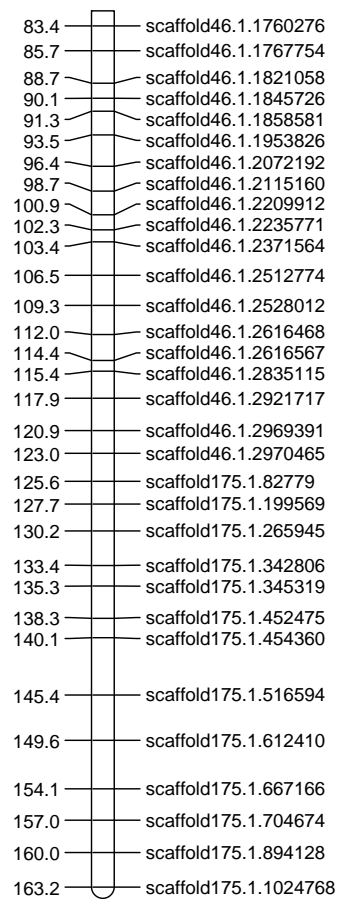 83.4 scaffold46.1.1760276
85.7 scaffold46.1.1767754
88.7 scaffold46.1.1821058
90.1 scaffold46.1.1845726
91.3 scaffold46.1.1858581
93.5 scaffold46.1.1953826
96.4 scaffold46.1.2072192
98.7 scaffold46.1.2115160
100.9 scaffold46.1.2209912
102.3 scaffold46.1.2235771
103.4 scaffold46.1.2371564
106.5 scaffold46.1.2512774
109.3 scaffold46.1.2528012
112.0 scaffold46.1.2616468
114.4 scaffold46.1.2616567
115.4 scaffold46.1.2835115
117.9 scaffold46.1.2921717
120.9 scaffold46.1.2969391
123.0 scaffold46.1.2970465
125.6 scaffold175.1.82779
127.7 scaffold175.1.199569
130.2 scaffold175.1.265945
133.4 scaffold175.1.342806
135.3 scaffold175.1.345319
138.3 scaffold175.1.452475
140.1 scaffold175.1.454360
145.4 scaffold175.1.516594
149.6 scaffold175.1.612410
154.1 scaffold175.1.667166
157.0 scaffold175.1.704674
160.0 scaffold175.1.894128
163.2 scaffold175.1.1024768